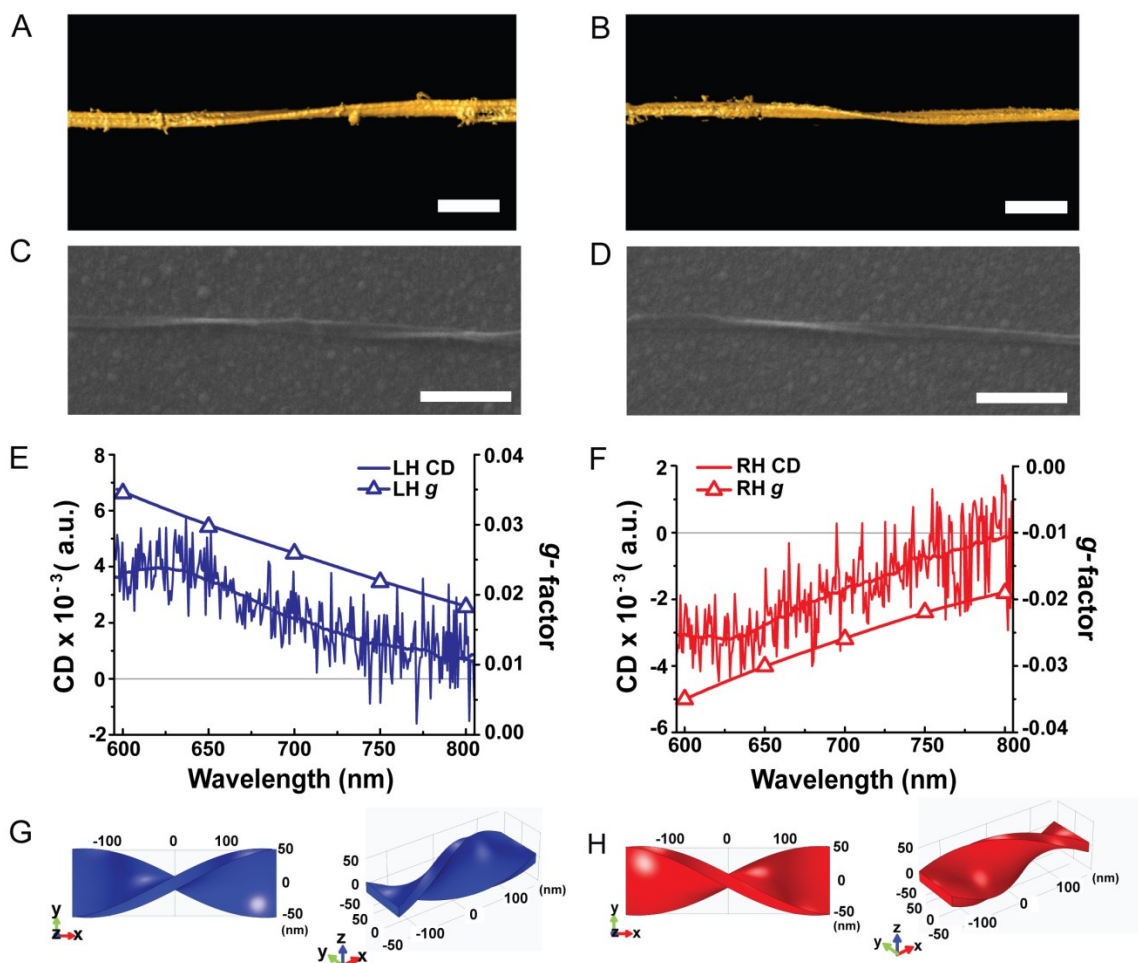 A
B
C
D
E
8
6
4
2
0
-2
CD x 10⁻³ ( a.u.)
LH CD
LH g
0.04
0.03
0.02
0.01
0.00
g- factor
600 650 700 750 800
Wavelength (nm)
F
2
0
-2
-4
-6
CD x 10⁻³ ( a.u.)
RH CD
RH g
0.00
-0.01
-0.02
-0.03
-0.04
g- factor
600 650 700 750 800
Wavelength (nm)
G
-100 0 100
50
0
-50
(nm)
y
z x
50
0
-50
50
0
-50
-100
0
100
(nm)
z
y x
H
-100 0 100
50
0
-50
(nm)
y
z x
50
0
-50
50
0
-50
-100
0
100
(nm)
z
y x